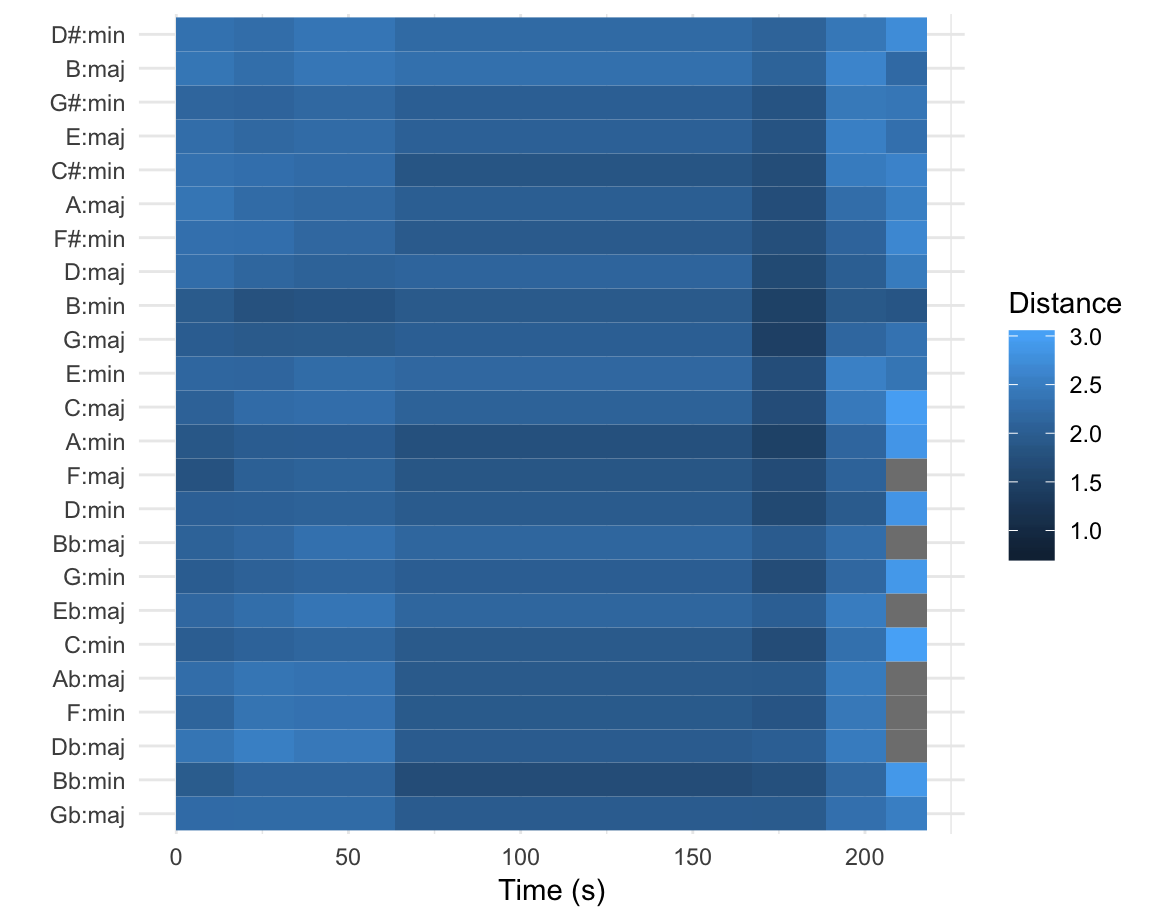 D#:min
B:maj
G#:min
E:maj
C#:min
A:maj
F#:min
D:maj
B:min
G:maj
E:min
C:maj
A:min
F:maj
D:min
Bb:maj
G:min
Eb:maj
C:min
Ab:maj
F:min
Db:maj
Bb:min
Gb:maj
0 50 100 150 200
Time (s)
Distance
3.0
2.5
2.0
1.5
1.0